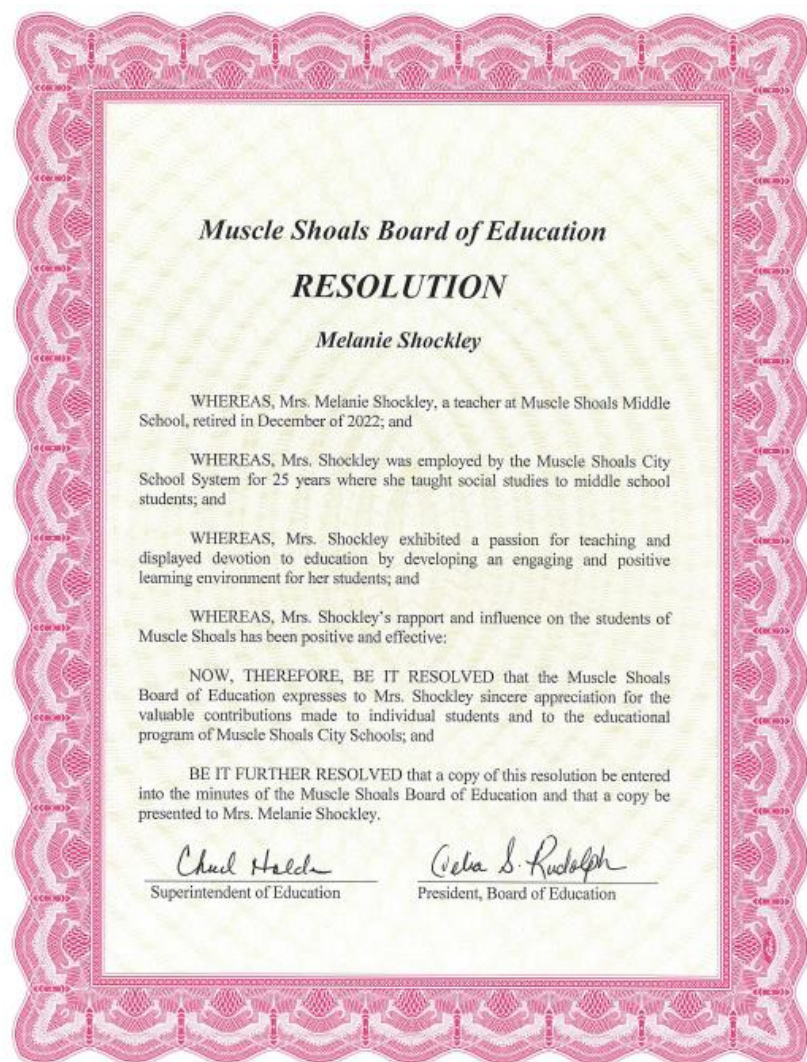 Muscle Shoals Board of Education
RESOLUTION
Melanie Shockley
WHEREAS, Mrs. Melanie Shockley, a teacher at Muscle Shoals Middle
School, retired in December of 2022; and
WHEREAS, Mrs. Shockley was employed by the Muscle Shoals City
School System for 25 years where she taught social studies to middle school
students; and
WHEREAS, Mrs. Shockley exhibited a passion for teaching and
displayed devotion to education by developing an engaging and positive
learning environment for her students; and
WHEREAS, Mrs. Shockley's rapport and influence on the students of
Muscle Shoals has been positive and effective:
NOW, THEREFORE, BE IT RESOLVED that the Muscle Shoals
Board of Education expresses to Mrs. Shockley sincere appreciation for the
valuable contributions made to individual students and to the educational
program of Muscle Shoals City Schools; and
BE IT FURTHER RESOLVED that a copy of this resolution be entered
into the minutes of the Muscle Shoals Board of Education and that a copy be
presented to Mrs. Melanie Shockley.
Celia S. Rudolph
Superintendent of Education
President, Board of Education